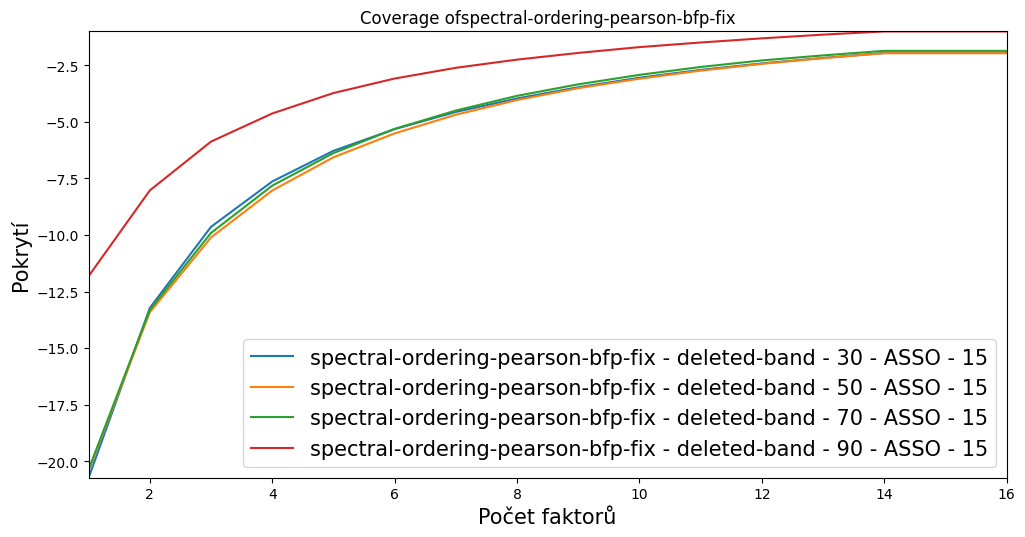 Coverage ofspectral-ordering-pearson-bfp-fix
−2.5
−5.0
−7.5
−10.0
−12.5
−15.0
−17.5
−20.0
Pokrytí
spectral-ordering-pearson-bfp-fix - deleted-band - 30 - ASSO - 15
spectral-ordering-pearson-bfp-fix - deleted-band - 50 - ASSO - 15
spectral-ordering-pearson-bfp-fix - deleted-band - 70 - ASSO - 15
spectral-ordering-pearson-bfp-fix - deleted-band - 90 - ASSO - 15
2 4 6 8 10 12 14 16
Počet faktorů